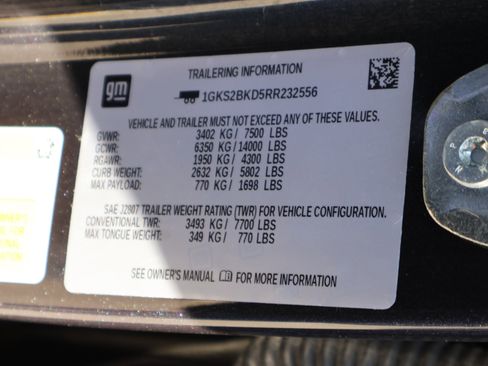 gm
TRAILERING INFORMATION
1GKS2BKD5RR232556
VEHICLE AND TRAILER MUST NOT EXCEED ANY OF THESE VALUES.
GVWR: 3402 KG / 7500 LBS
GCWR: 6350 KG / 14000 LBS
RGAWR: 1950 KG / 4300 LBS
CURB WEIGHT: 2632 KG / 5802 LBS
MAX PAYLOAD: 770 KG / 1698 LBS
SAE J2807 TRAILER WEIGHT RATING (TWR) FOR VEHICLE CONFIGURATION.
CONVENTIONAL TWR: 3493 KG / 7700 LBS
MAX TONGUE WEIGHT: 349 KG / 770 LBS
SEE OWNER'S MANUAL FOR MORE INFORMATION